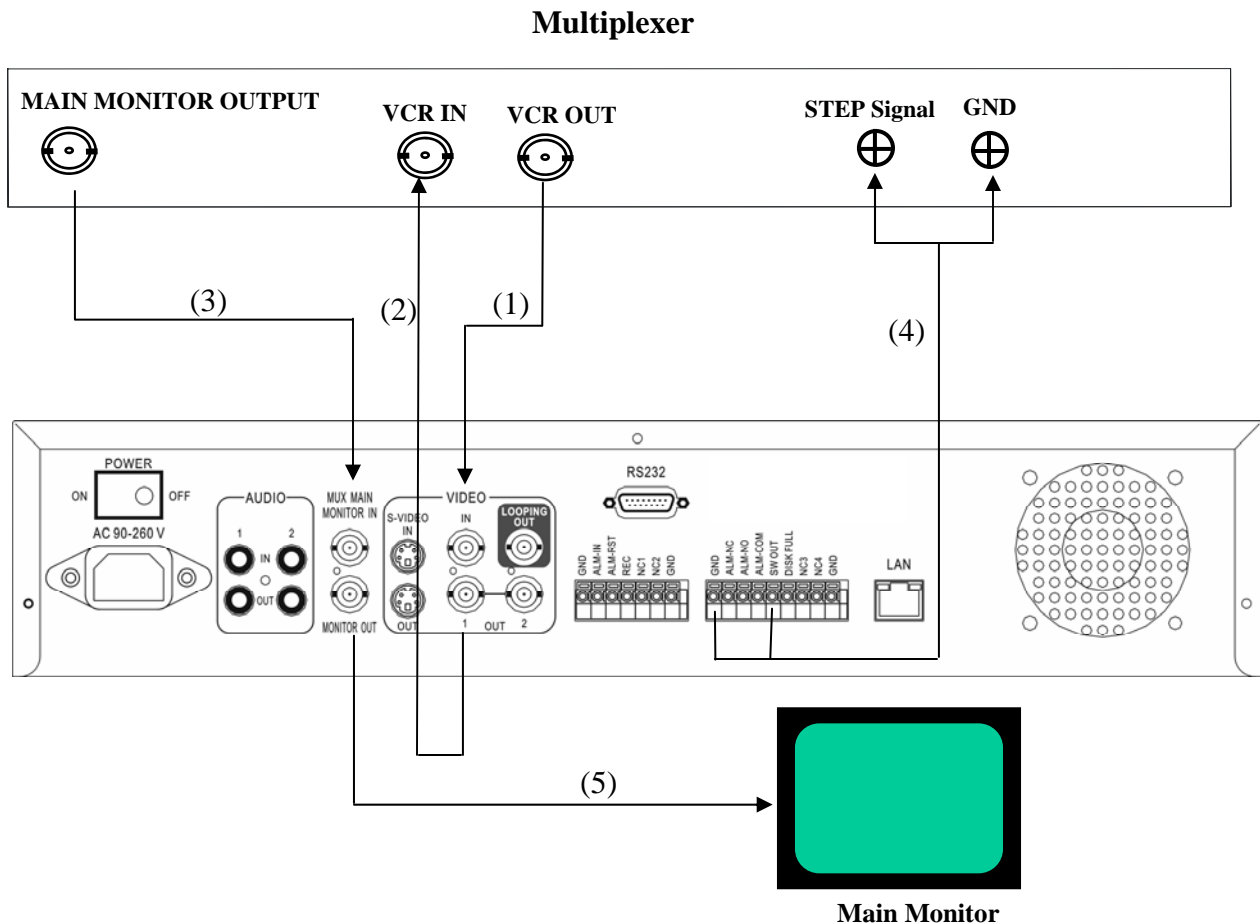 Multiplexer
MAIN MONITOR OUTPUT
VCR IN
VCR OUT
STEP Signal
GND
(3)
(2)
(1)
(4)
POWER
ON
OFF
AC 90-260 V
AUDIO
1
2
IN
OUT
MUX MAIN
MONITOR IN
MONITOR OUT
VIDEO
S-VIDEO
IN
IN
LOOPING
OUT
OUT
1
OUT
2
RS232
GND
ALM-IN
ALM-RST
REC
NC1
NC2
GND
GND
ALM-NC
ALM-NO
ALM-COM
SW OUT
DISK FULL
NC3
NC4
GND
LAN
(5)
Main Monitor